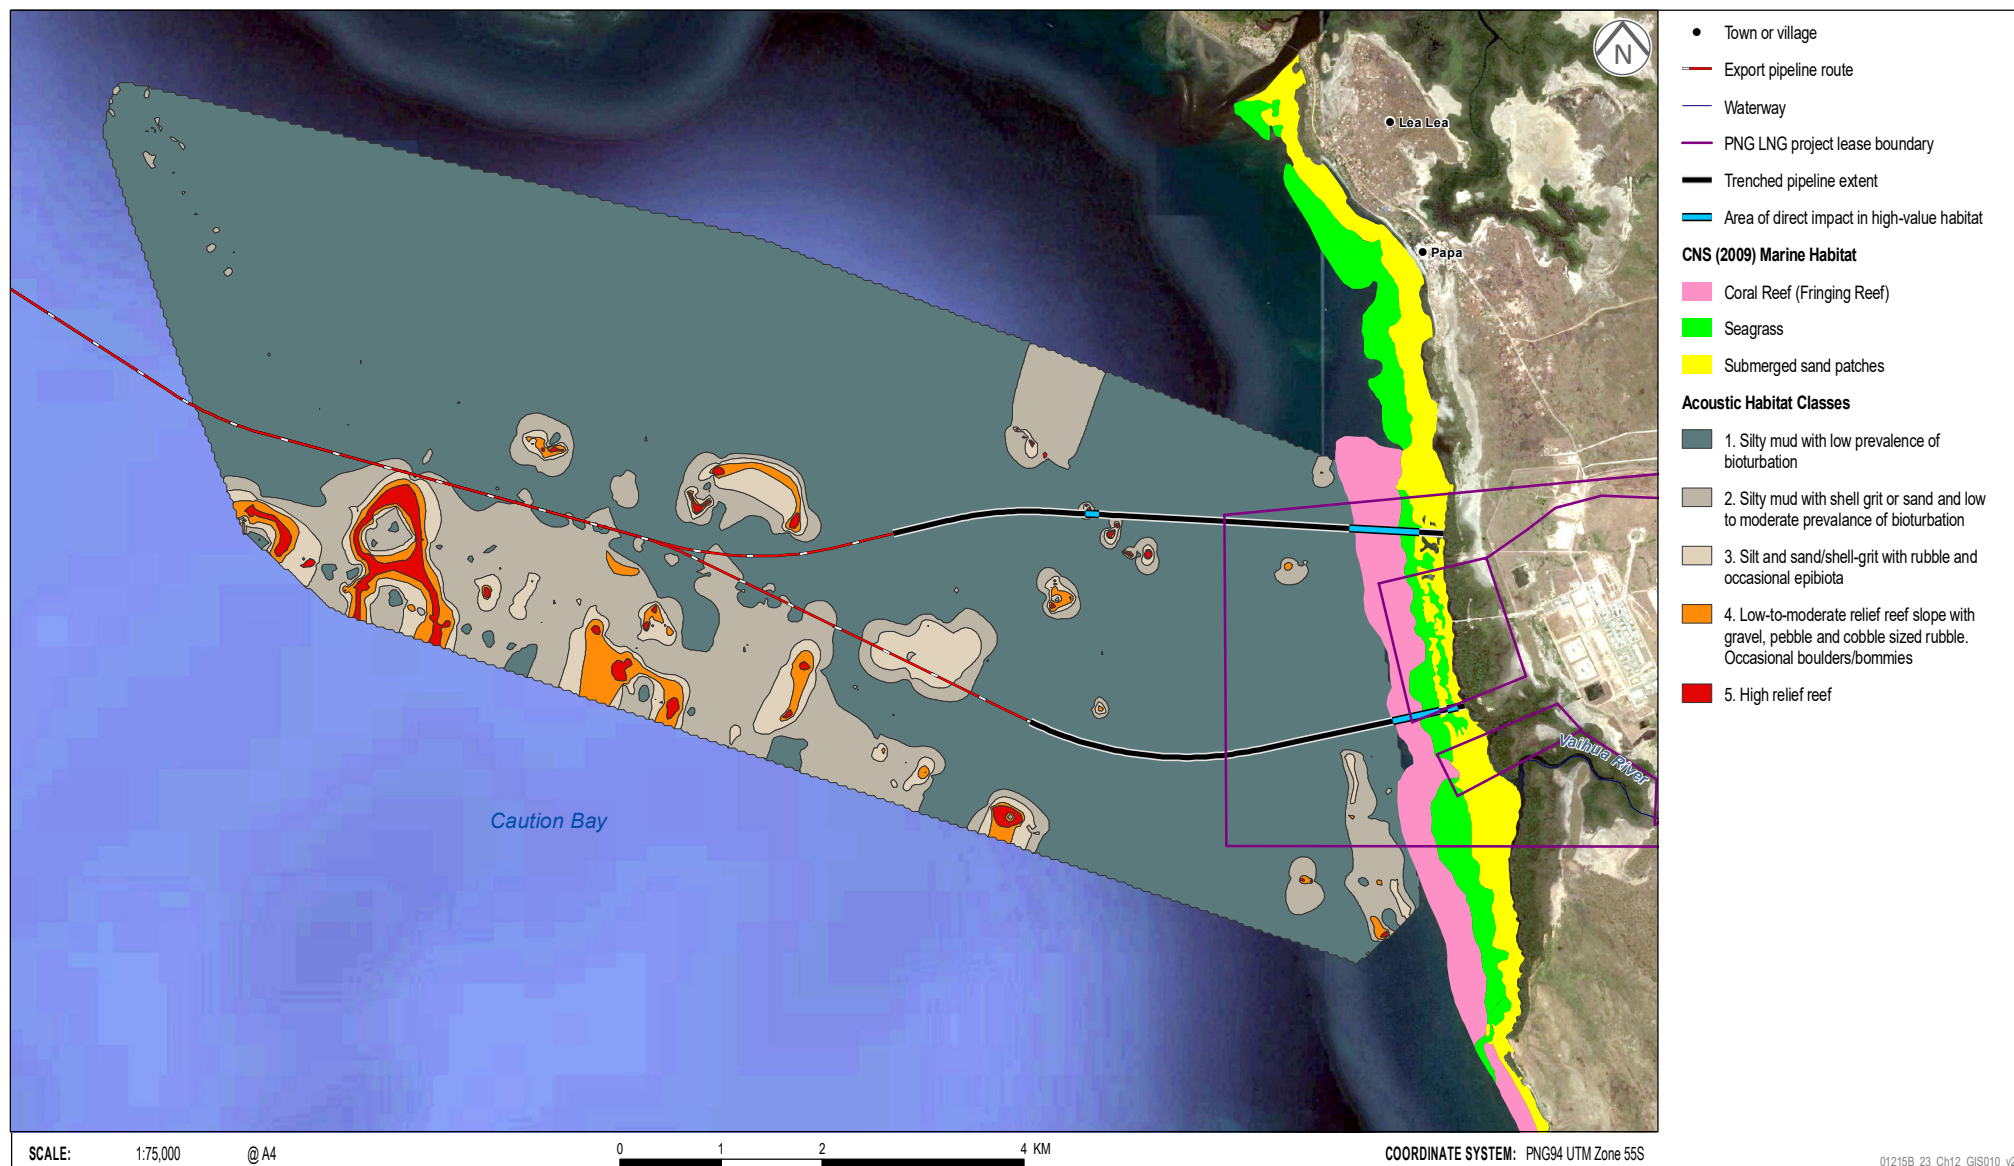 N
Lea Lea
Papa
Vaihua River
Caution Bay
Town or village
Export pipeline route
Waterway
PNG LNG project lease boundary
Trenched pipeline extent
Area of direct impact in high-value habitat
CNS (2009) Marine Habitat
Coral Reef (Fringing Reef)
Seagrass
Submerged sand patches
Acoustic Habitat Classes
1. Silty mud with low prevalence of
bioturbation
2. Silty mud with shell grit or sand and low
to moderate prevalance of bioturbation
3. Silt and sand/shell-grit with rubble and
occasional epibiota
4. Low-to-moderate relief reef slope with
gravel, pebble and cobble sized rubble.
Occasional boulders/bommies
5. High relief reef
SCALE: 1:75,000 @ A4
0 1 2 4 KM
COORDINATE SYSTEM: PNG94 UTM Zone 55S
01215B_23_Ch12_GIS010_v2